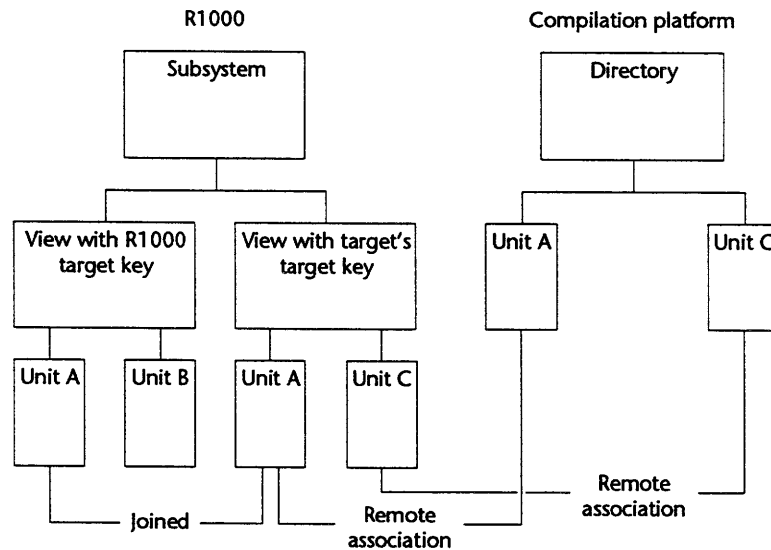 R1000
Compilation platform
Subsystem
Directory
View with R1000
target key
View with target's
target key
Unit A
Unit C
Unit A
Unit B
Unit A
Unit C
Joined
Remote
association
Remote
association